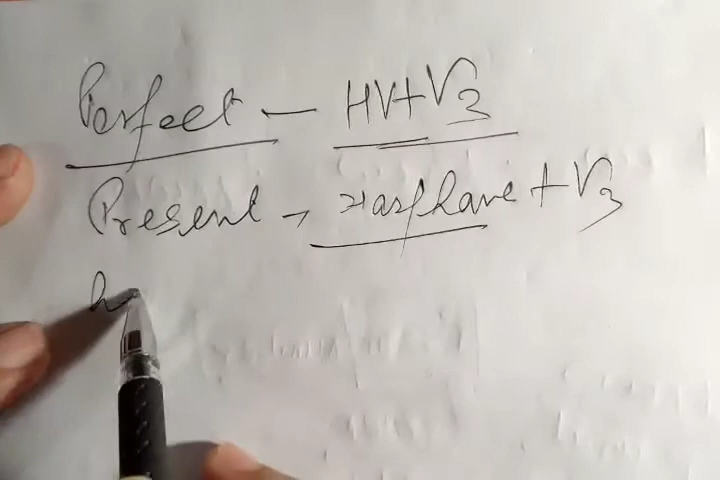 Perfect - HV+V3
Present → Has/have + V3